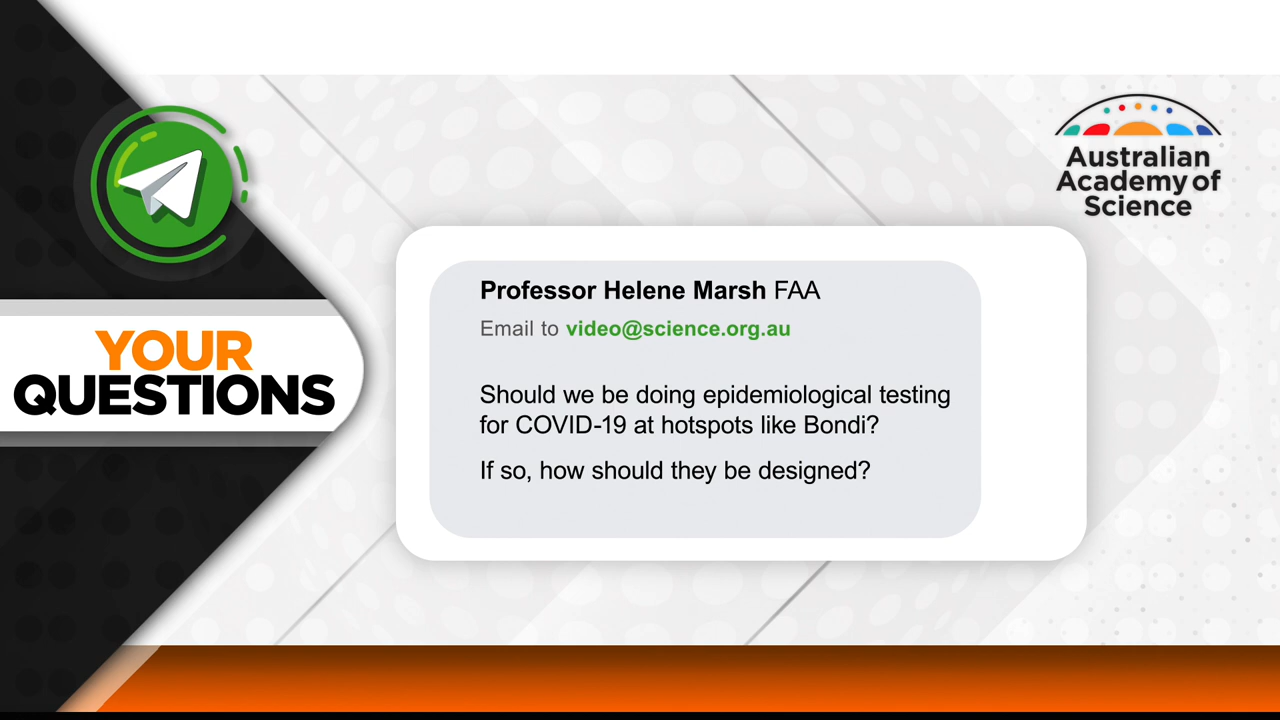 YOUR
QUESTIONS
Australian
Academy of
Science
Professor Helene Marsh FAA
Email to video@science.org.au
Should we be doing epidemiological testing
for COVID-19 at hotspots like Bondi?
If so, how should they be designed?